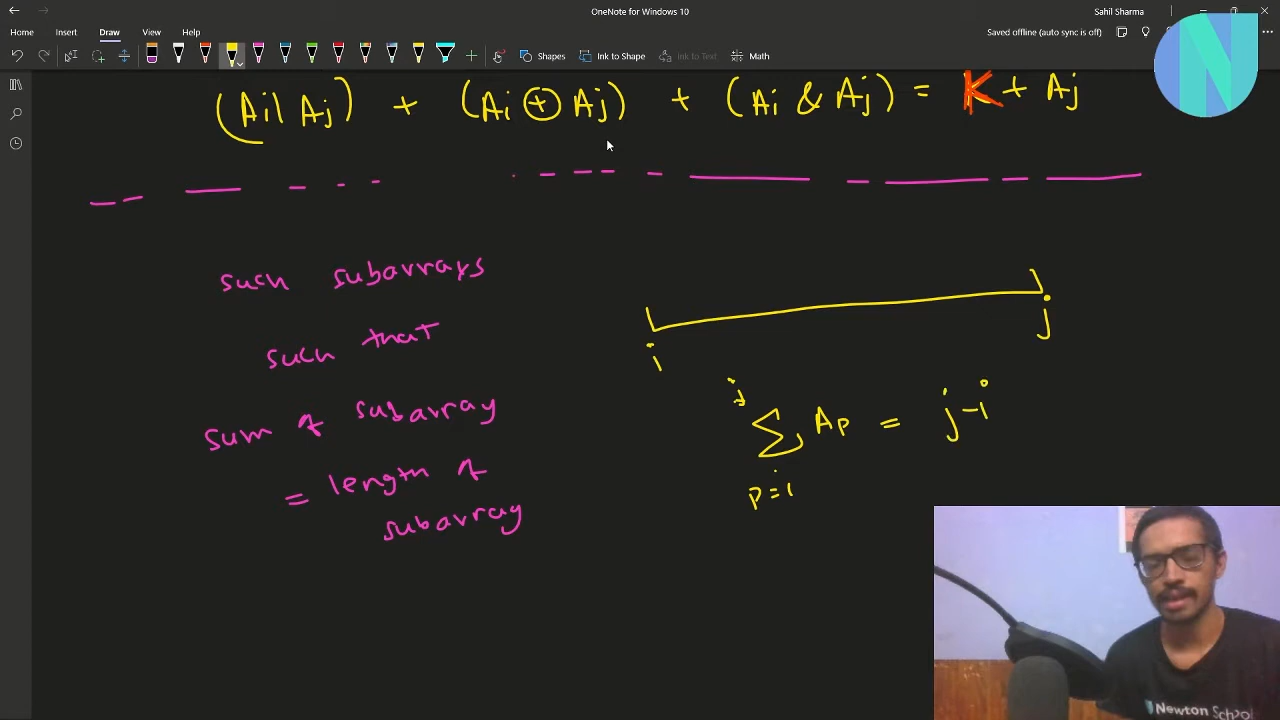 OneNote for Windows 10
Sahil Sharma
Home Insert Draw View Help
Saved offline (auto sync is off)
Shapes Ink to Shape Ink to Text Math
(Ai| Aj) + (Ai ⊕ Aj) + (Ai & Aj) = K + Aj
such subarrays
such that
sum of subarray
= length of
subarray
i
j
j
∑ Ap = j-i
p=i
Newton School